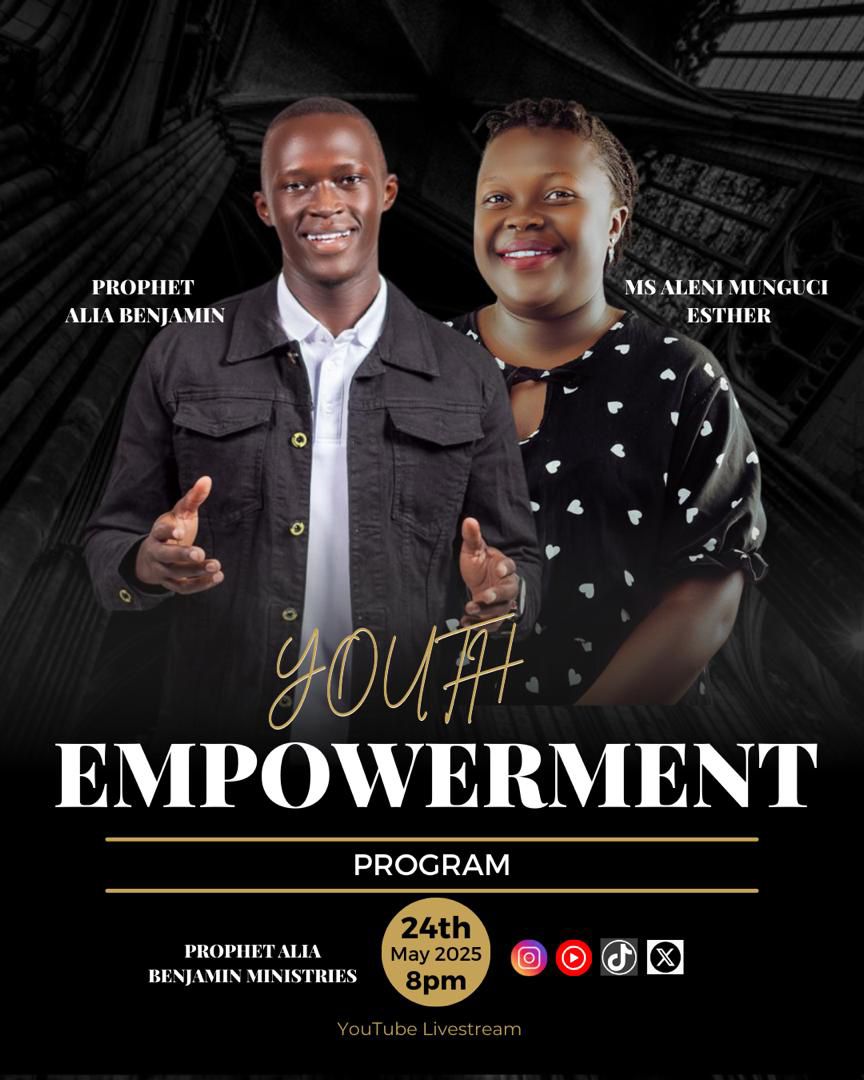 PROPHET
ALIA BENJAMIN
MS ALENI MUNGUCI
ESTHER
YOUTH
EMPOWERMENT
PROGRAM
PROPHET ALIA
BENJAMIN MINISTRIES
24th
May 2025
8pm
YouTube Livestream